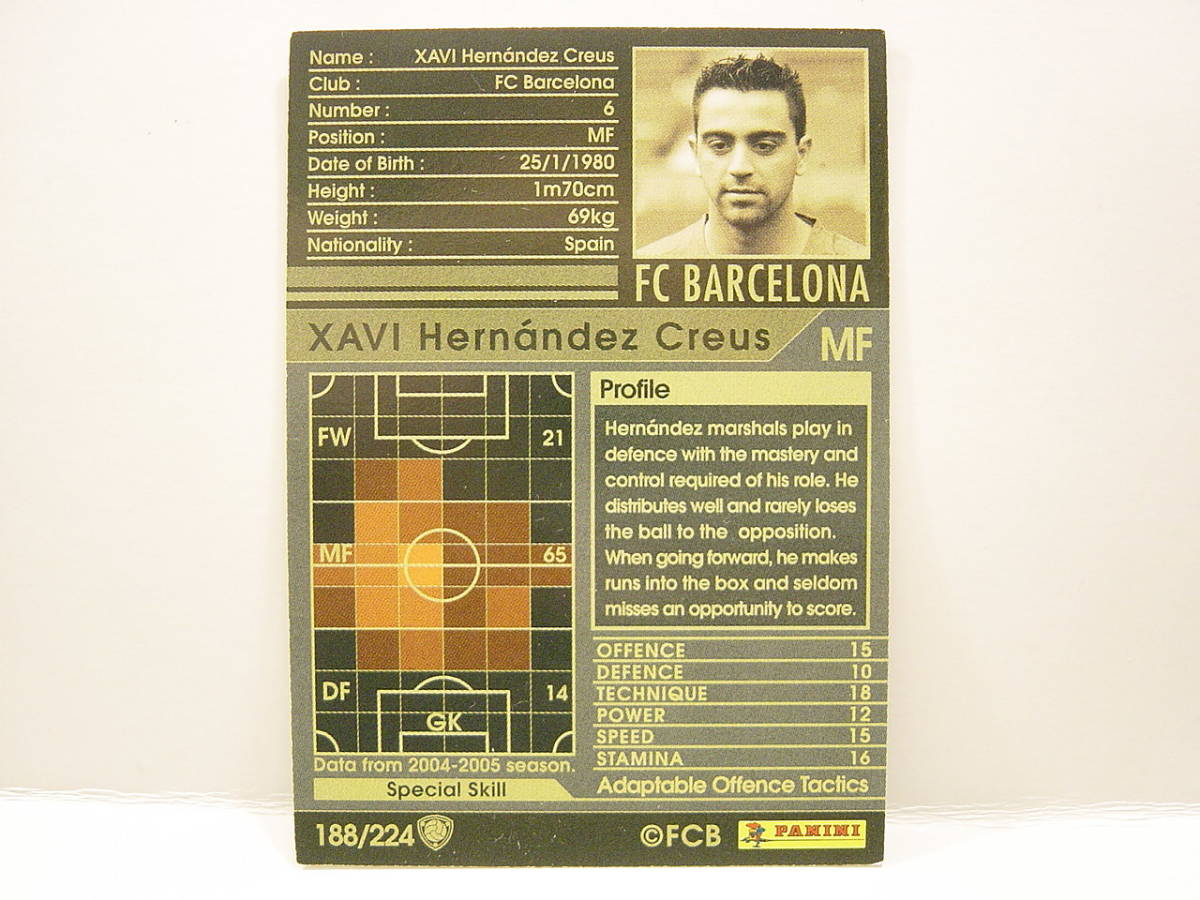 Name : XAVI Hernández Creus
Club : FC Barcelona
Number : 6
Position : MF
Date of Birth : 25/1/1980
Height : 1m70cm
Weight : 69kg
Nationality : Spain
FC BARCELONA
XAVI Hernández Creus MF
FW 21
MF 65
DF 14
GK
Data from 2004-2005 season.
Profile
Hernández marshals play in
defence with the mastery and
control required of his role. He
distributes well and rarely loses
the ball to the opposition.
When going forward, he makes
runs into the box and seldom
misses an opportunity to score.
OFFENCE 15
DEFENCE 10
TECHNIQUE 18
POWER 12
SPEED 15
STAMINA 16
Special Skill Adaptable Offence Tactics
188/224 ©FCB PANINI